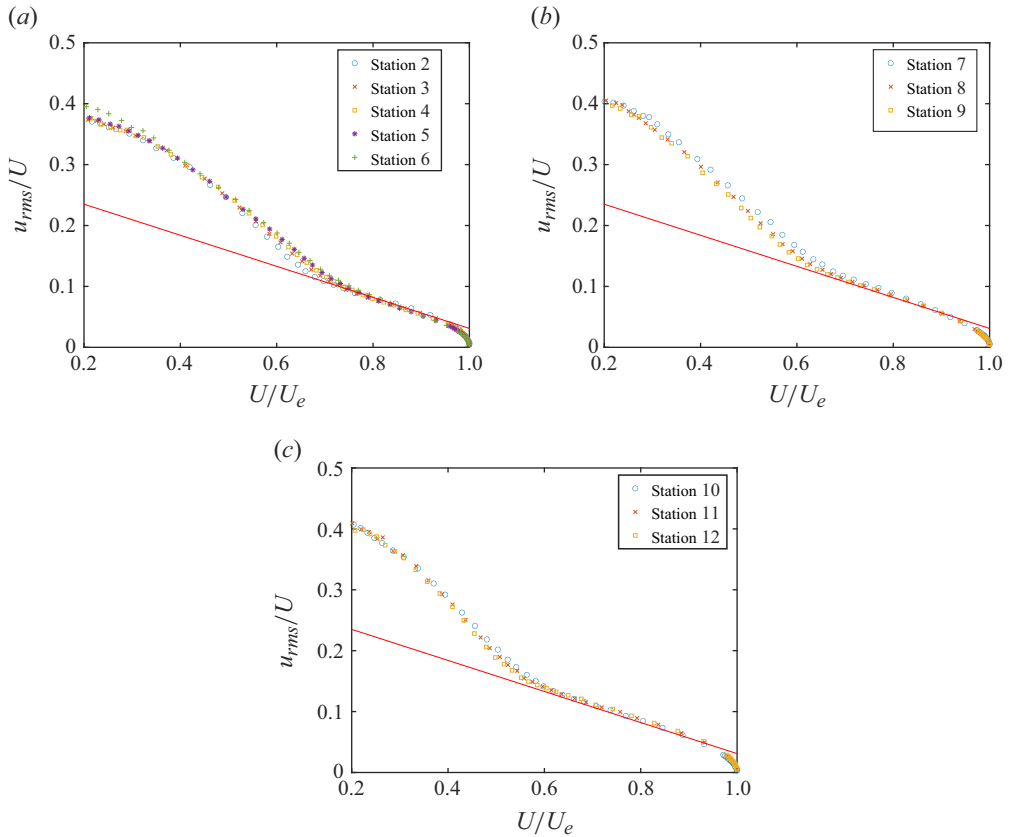 (a)
0.5
0.4
0.3
0.2
0.1
0
u_rms/U
0.2 0.4 0.6 0.8 1.0
U/U_e
Station 2
Station 3
Station 4
Station 5
Station 6
(b)
0.5
0.4
0.3
0.2
0.1
0
u_rms/U
0.2 0.4 0.6 0.8 1.0
U/U_e
Station 7
Station 8
Station 9
(c)
0.5
0.4
0.3
0.2
0.1
0
u_rms/U
0.2 0.4 0.6 0.8 1.0
U/U_e
Station 10
Station 11
Station 12